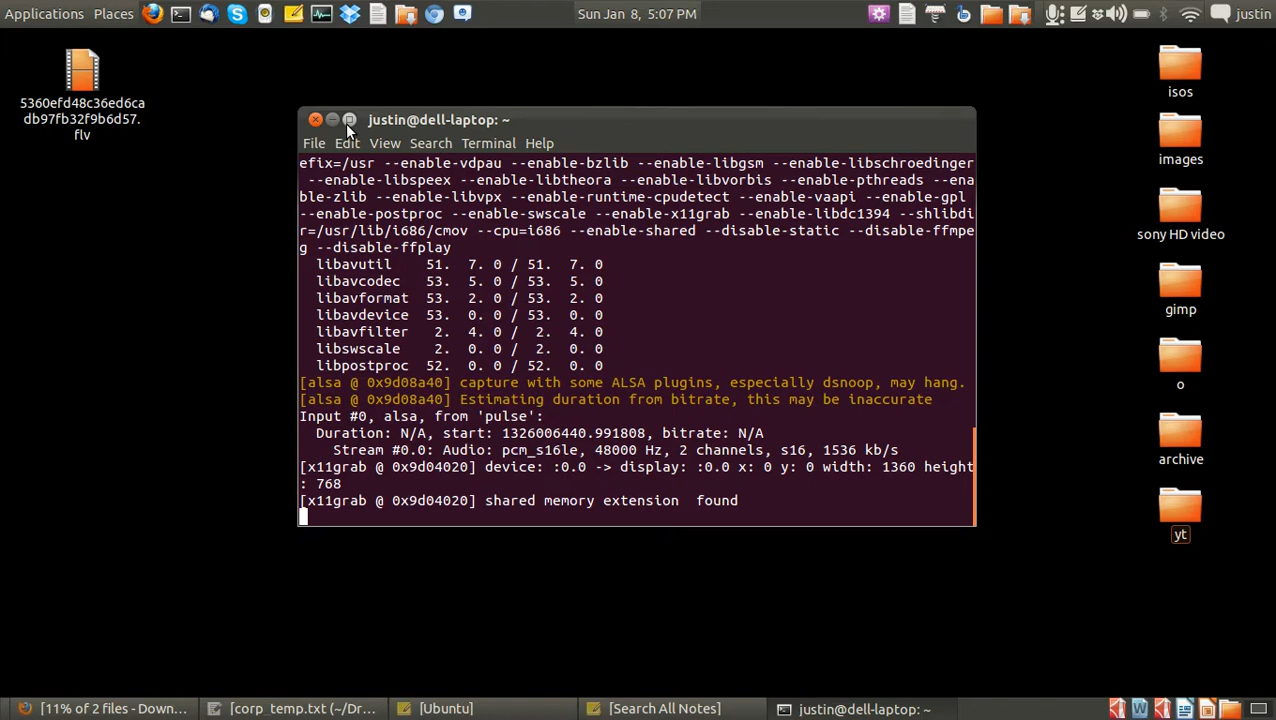 Applications Places Sun Jan 8, 5:07 PM justin
5360efd48c36ed6ca
db97fb32f9b6d57.
flv
isos
images
sony HD video
gimp
o
archive
yt
justin@dell-laptop: ~
File Edit View Search Terminal Help
efix=/usr --enable-vdpau --enable-bzlib --enable-libgsm --enable-libschroedinger
--enable-libspeex --enable-libtheora --enable-libvorbis --enable-pthreads --ena
ble-zlib --enable-libvpx --enable-runtime-cpudetect --enable-vaapi --enable-gpl
--enable-postproc --enable-swscale --enable-x11grab --enable-libdc1394 --shlibdi
r=/usr/lib/i686/cmov --cpu=i686 --enable-shared --disable-static --disable-ffmpe
g --disable-ffplay
libavutil 51. 7. 0 / 51. 7. 0
libavcodec 53. 5. 0 / 53. 5. 0
libavformat 53. 2. 0 / 53. 2. 0
libavdevice 53. 0. 0 / 53. 0. 0
libavfilter 2. 4. 0 / 2. 4. 0
libswscale 2. 0. 0 / 2. 0. 0
libpostproc 52. 0. 0 / 52. 0. 0
[alsa @ 0x9d08a40] capture with some ALSA plugins, especially dsnoop, may hang.
[alsa @ 0x9d08a40] Estimating duration from bitrate, this may be inaccurate
Input #0, alsa, from 'pulse':
Duration: N/A, start: 1326006440.991808, bitrate: N/A
Stream #0.0: Audio: pcm_s16le, 48000 Hz, 2 channels, s16, 1536 kb/s
[x11grab @ 0x9d04020] device: :0.0 -> display: :0.0 x: 0 y: 0 width: 1360 height
: 768
[x11grab @ 0x9d04020] shared memory extension found
[11% of 2 files - Down... [corp_temp.txt (~/Dr... [Ubuntu] [Search All Notes] justin@dell-laptop: ~